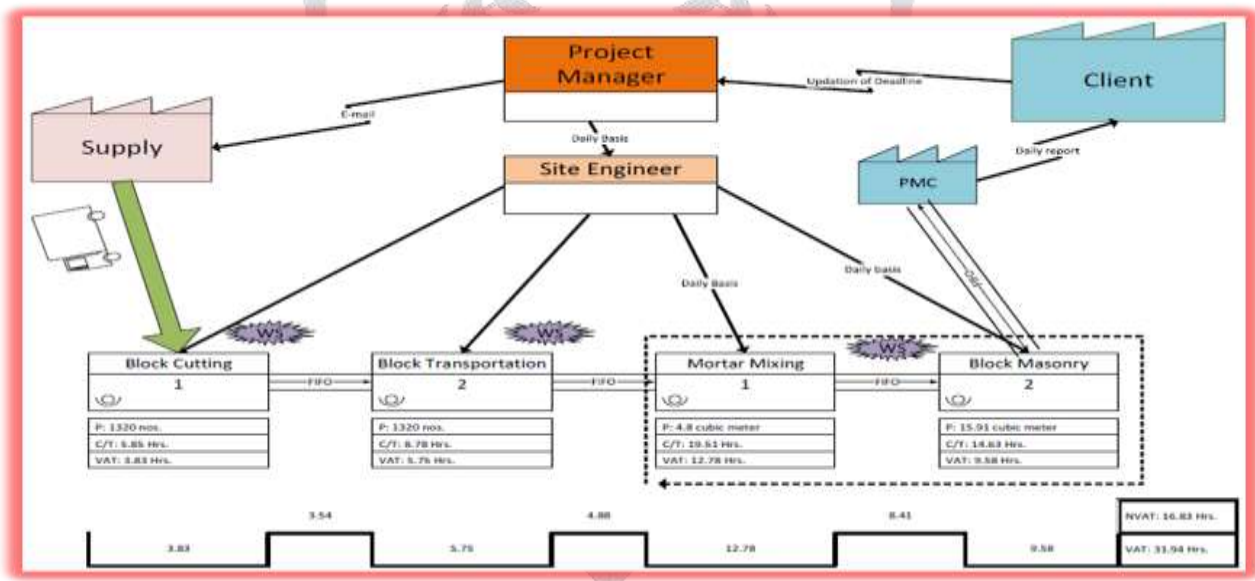 Project
Manager
Client
Updation of Deadline
E-mail
Supply
Daily Basis
Site Engineer
Daily report
PMC
Daily basis
Daily Basis
WS
WS
WS
Block Cutting
1
FIFO
Block Transportation
2
FIFO
Mortar Mixing
1
FIFO
Block Masonry
2
P: 1320 nos.
C/T: 5.85 Hrs.
VAT: 3.83 Hrs.
P: 1320 nos.
C/T: 8.78 Hrs.
VAT: 5.75 Hrs.
P: 4.8 cubic meter
C/T: 19.51 Hrs.
VAT: 12.78 Hrs.
P: 15.91 cubic meter
C/T: 14.63 Hrs.
VAT: 9.58 Hrs.
3.54
4.88
8.41
NVAT: 16.83 Hrs.
3.83
5.75
12.78
9.58
VAT: 31.94 Hrs.